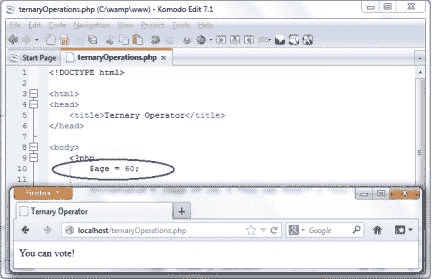 ternaryOperations.php (C:\wamp\www) - Komodo Edit 7.1
File Edit Code Navigation View Project Tools Help
Start Page ternaryOperations.php
1 <!DOCTYPE html>
2
3 <html>
4 <head>
5 <title>Ternary Operator</title>
6 </head>
7
8 <body>
9 <?php
10 $age = 60;
11
Firefox
Ternary Operator
localhost/ternaryOperations.php
Google
You can vote!